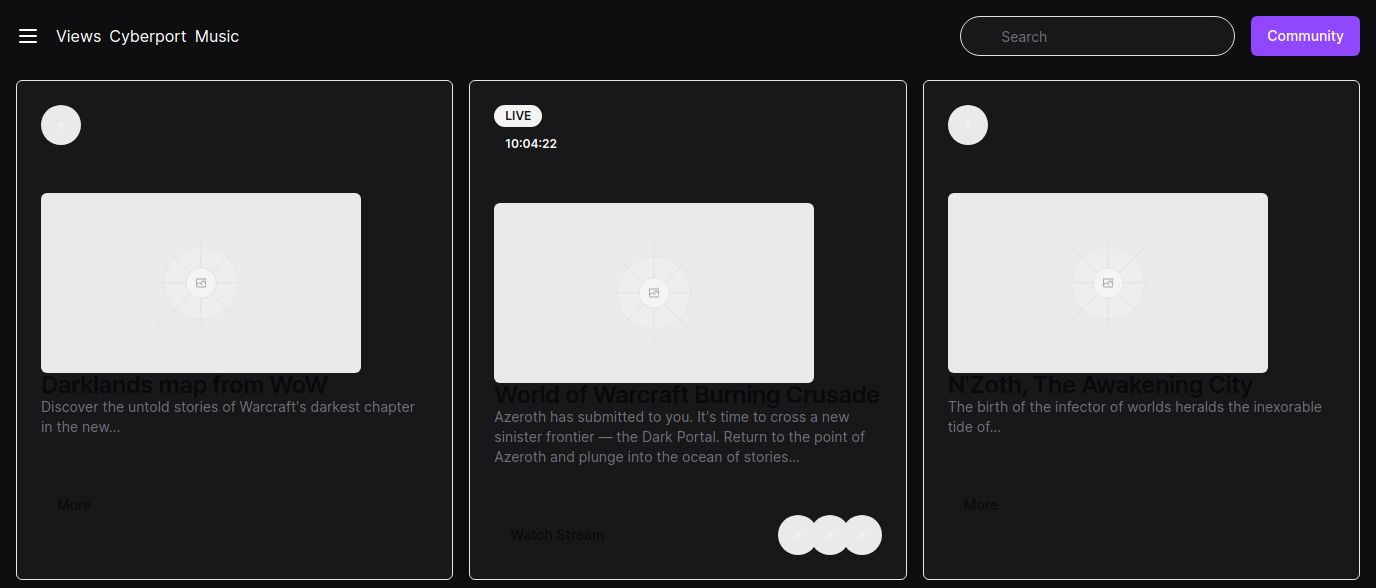 Views Cyberport Music
Search
Community
Darklands map from WoW
Discover the untold stories of Warcraft's darkest chapter
in the new...
More
LIVE
10:04:22
World of Warcraft Burning Crusade
Azeroth has submitted to you. It's time to cross a new
sinister frontier — the Dark Portal. Return to the point of
Azeroth and plunge into the ocean of stories...
Watch Stream
N'Zoth, The Awakening City
The birth of the infector of worlds heralds the inexorable
tide of...
More